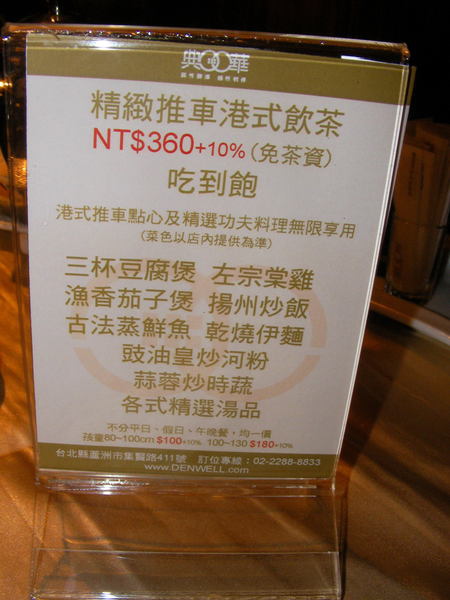 典華
精緻推車港式飲茶
NT$360+10%(免茶資)
吃到飽
港式推車點心及精選功夫料理無限享用
(菜色以店內提供為準)
三杯豆腐煲 左宗棠雞
漁香茄子煲 揚州炒飯
古法蒸鮮魚 乾燒伊麵
豉油皇炒河粉
蒜蓉炒時蔬
各式精選湯品
不分平日、假日、午晚餐,均一價
孩童80~100cm $100+10% 100~130 $180+10%
台北縣蘆洲市集賢路411號 訂位專線:02-2288-8833
www.DENWELL.com